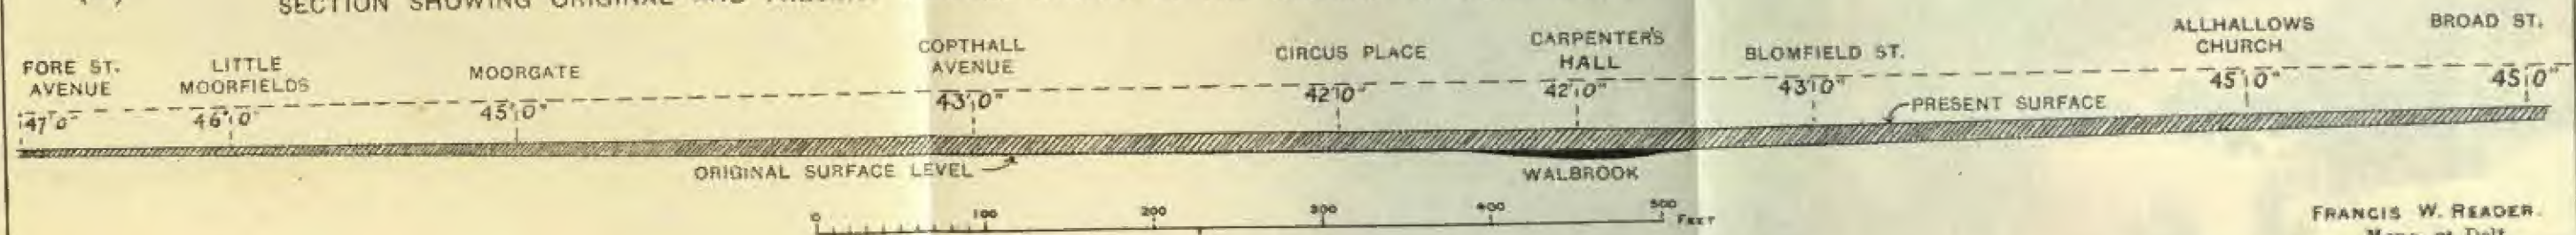 SECTION SHOWING ORIGINAL AND
FORE ST. AVENUE
LITTLE MOORFIELDS
MOORGATE
COPTHALL AVENUE
CIRCUS PLACE
CARPENTER'S HALL
BLOMFIELD ST.
ALLHALLOWS CHURCH
BROAD ST.
47'0"
46'0"
45'0"
43'0"
42'0"
42'0"
43'0"
45'0"
45'0"
PRESENT SURFACE
ORIGINAL SURFACE LEVEL
WALBROOK
0 100 200 300 400 500 FEET
FRANCIS W. READER.